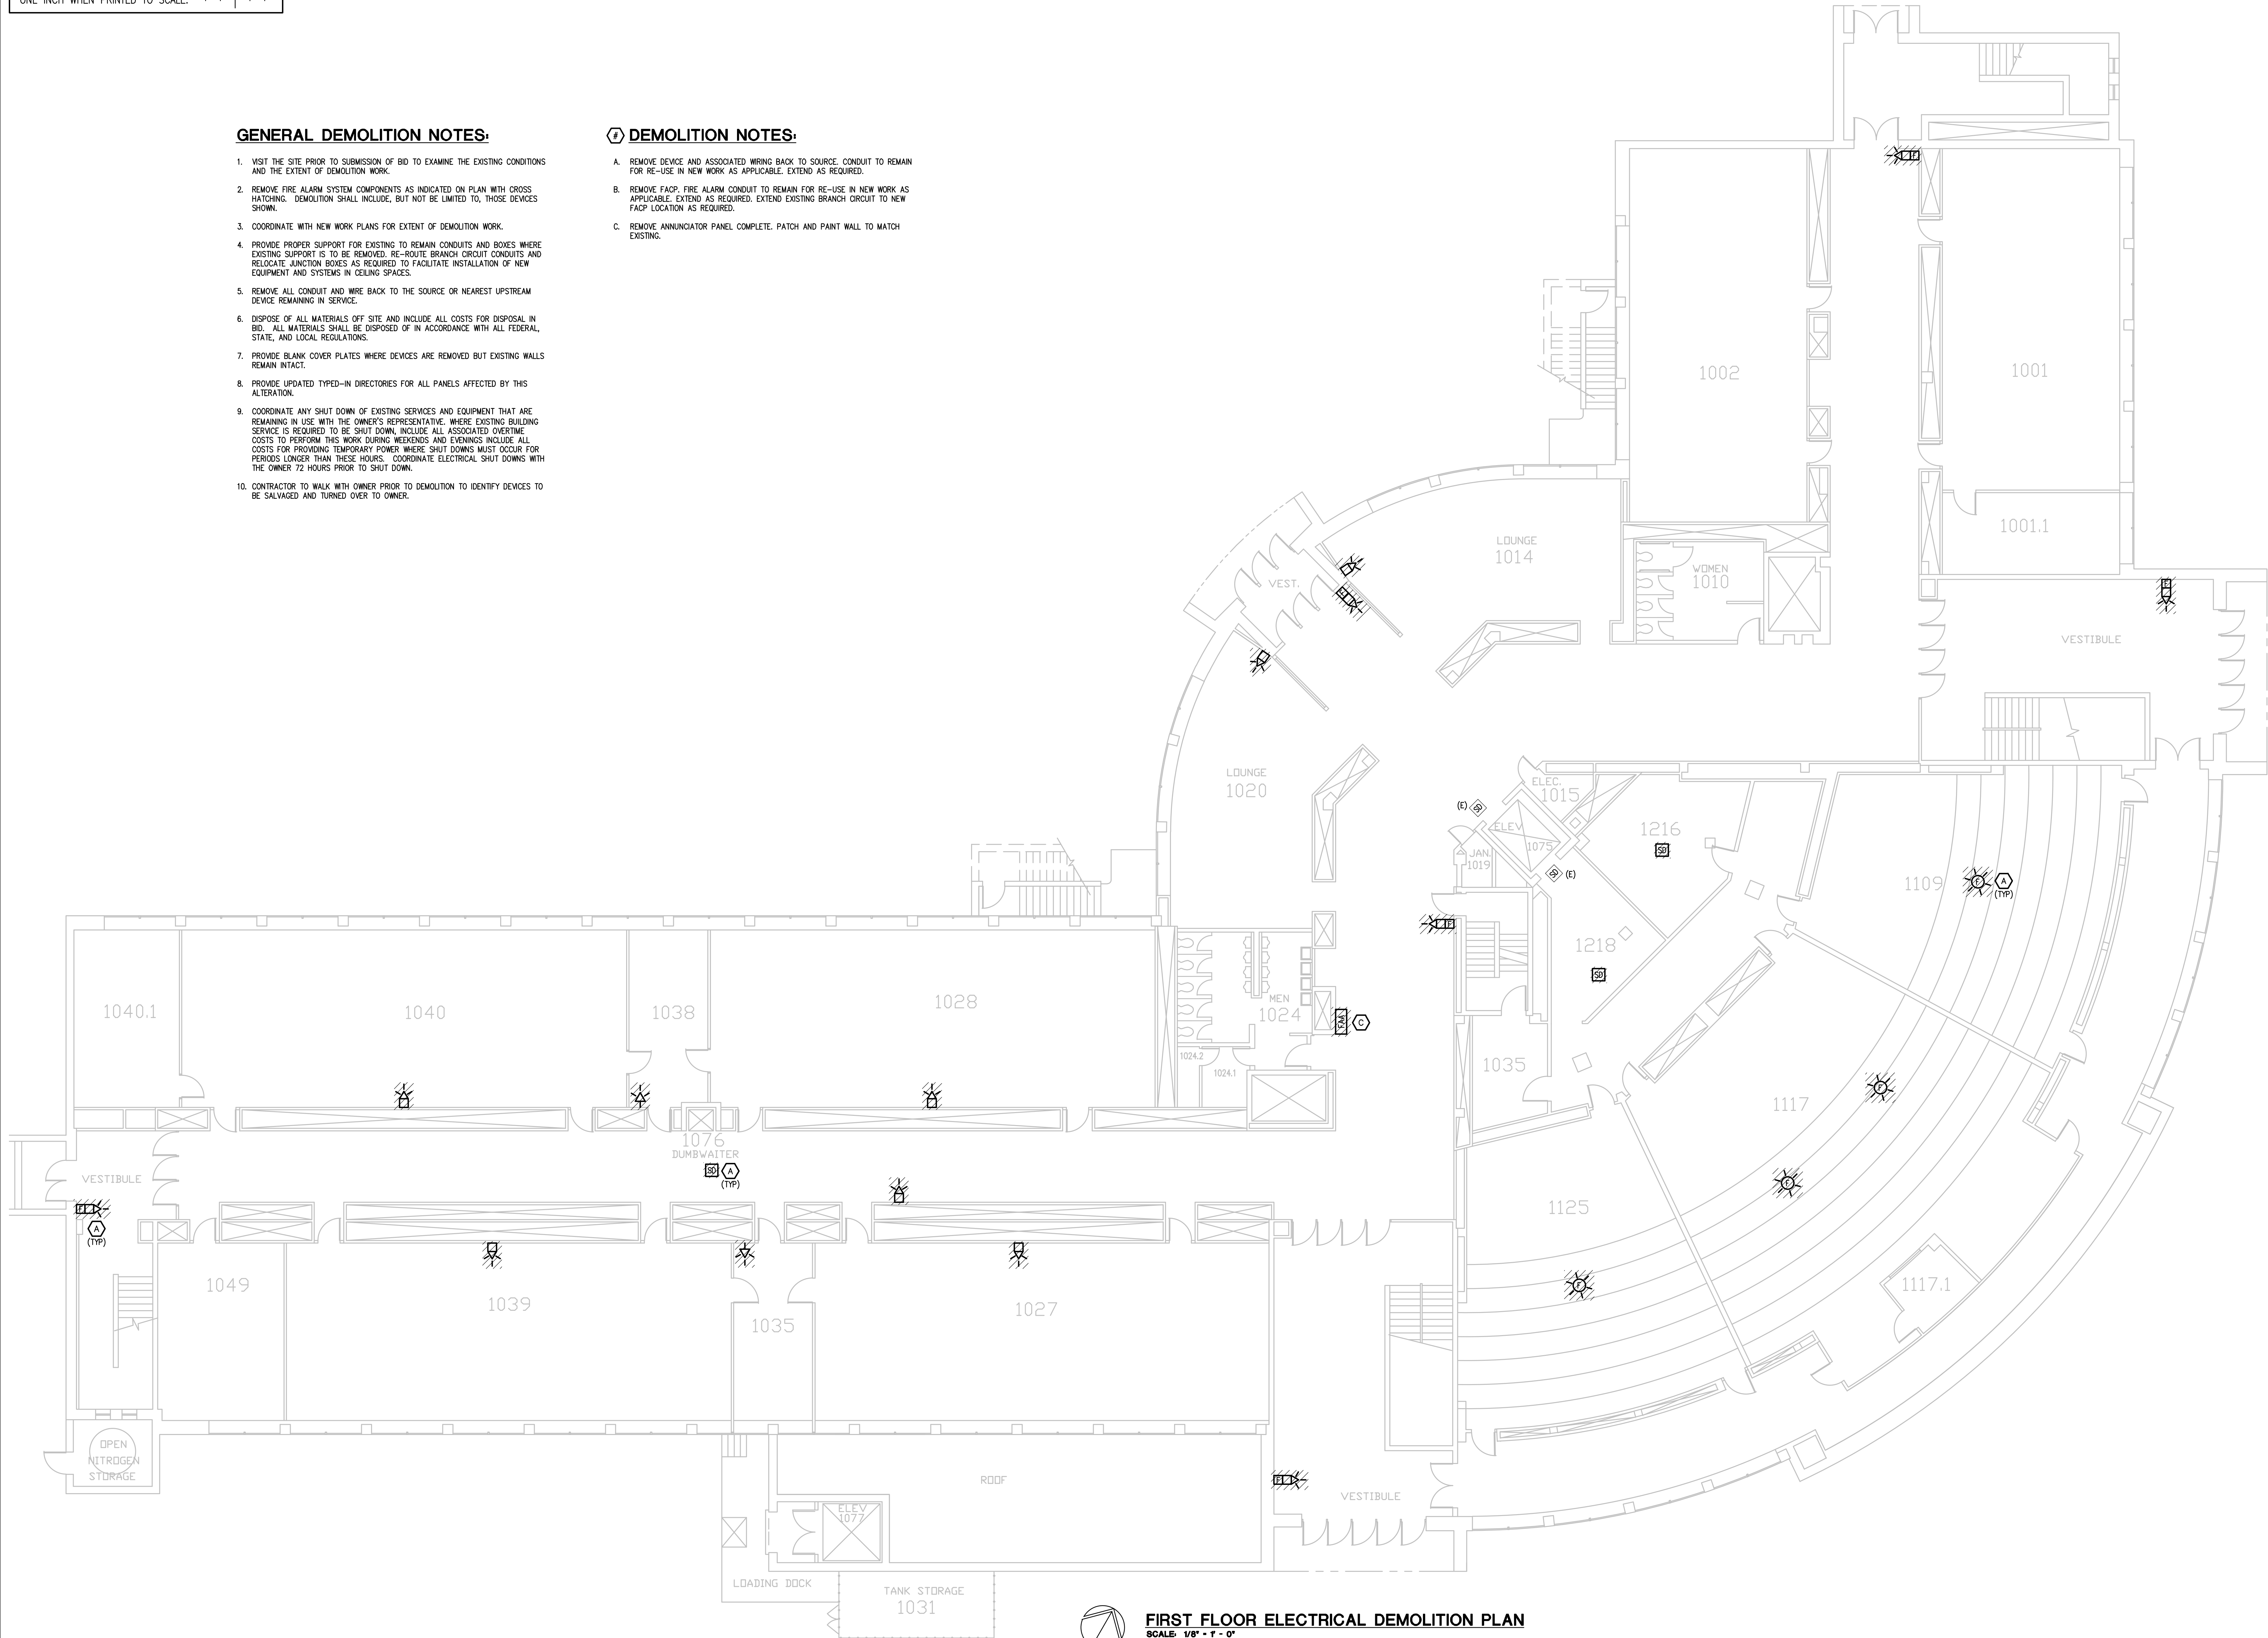 ONE INCH WHEN PRINTED TO SCALE.
GENERAL DEMOLITION NOTES:
1. VISIT THE SITE PRIOR TO SUBMISSION OF BID TO EXAMINE THE EXISTING CONDITIONS
AND THE EXTENT OF DEMOLITION WORK.
2. REMOVE FIRE ALARM SYSTEM COMPONENTS AS INDICATED ON PLAN WITH CROSS
HATCHING. DEMOLITION SHALL INCLUDE, BUT NOT BE LIMITED TO, THOSE DEVICES
SHOWN.
3. COORDINATE WITH NEW WORK PLANS FOR EXTENT OF DEMOLITION WORK.
4. PROVIDE PROPER SUPPORT FOR EXISTING TO REMAIN CONDUITS AND BOXES WHERE
EXISTING SUPPORT IS TO BE REMOVED. RE-ROUTE BRANCH CIRCUIT CONDUITS AND
RELOCATE JUNCTION BOXES AS REQUIRED TO FACILITATE INSTALLATION OF NEW
EQUIPMENT AND SYSTEMS IN CEILING SPACES.
5. REMOVE ALL CONDUIT AND WIRE BACK TO THE SOURCE OR NEAREST UPSTREAM
DEVICE REMAINING IN SERVICE.
6. DISPOSE OF ALL MATERIALS OFF SITE AND INCLUDE ALL COSTS FOR DISPOSAL IN
BID. ALL MATERIALS SHALL BE DISPOSED OF IN ACCORDANCE WITH ALL FEDERAL,
STATE, AND LOCAL REGULATIONS.
7. PROVIDE BLANK COVER PLATES WHERE DEVICES ARE REMOVED BUT EXISTING WALLS
REMAIN INTACT.
8. PROVIDE UPDATED TYPED-IN DIRECTORIES FOR ALL PANELS AFFECTED BY THIS
ALTERATION.
9. COORDINATE ANY SHUT DOWN OF EXISTING SERVICES AND EQUIPMENT THAT ARE
REMAINING IN USE WITH THE OWNER'S REPRESENTATIVE. WHERE EXISTING BUILDING
SERVICE IS REQUIRED TO BE SHUT DOWN, INCLUDE ALL ASSOCIATED OVERTIME
COSTS TO PERFORM THIS WORK DURING WEEKENDS AND EVENINGS INCLUDE ALL
COSTS FOR PROVIDING TEMPORARY POWER WHERE SHUT DOWNS MUST OCCUR FOR
PERIODS LONGER THAN THESE HOURS. COORDINATE ELECTRICAL SHUT DOWNS WITH
THE OWNER 72 HOURS PRIOR TO SHUT DOWN.
10. CONTRACTOR TO WALK WITH OWNER PRIOR TO DEMOLITION TO IDENTIFY DEVICES TO
BE SALVAGED AND TURNED OVER TO OWNER.
# DEMOLITION NOTES:
A. REMOVE DEVICE AND ASSOCIATED WIRING BACK TO SOURCE. CONDUIT TO REMAIN
FOR RE-USE IN NEW WORK AS APPLICABLE. EXTEND AS REQUIRED.
B. REMOVE FACP. FIRE ALARM CONDUIT TO REMAIN FOR RE-USE IN NEW WORK AS
APPLICABLE. EXTEND AS REQUIRED. EXTEND EXISTING BRANCH CIRCUIT TO NEW
FACP LOCATION AS REQUIRED.
C. REMOVE ANNUNCIATOR PANEL COMPLETE. PATCH AND PAINT WALL TO MATCH
EXISTING.
F
1002
1001
1001.1
LOUNGE
1014
WOMEN
1010
VEST.
F
F
VESTIBULE
LOUNGE
1020
ELEC.
1015
(E) SD
ELEV
1075
JAN.
1019
SD (E)
1216
SD
1109
F A
(TYP)
F
1218
SD
1040.1
1040
1038
1028
MEN
1024
1024.2
1024.1
FAA C
1035
F
1117
1076
DUMBWAITER
SD A
(TYP)
VESTIBULE
F
A
(TYP)
F
1125
F
1117.1
1049
1039
1035
1027
OPEN
NITROGEN
STORAGE
ROOF
F
VESTIBULE
ELEV
1077
LOADING DOCK
TANK STORAGE
1031
FIRST FLOOR ELECTRICAL DEMOLITION PLAN
SCALE: 1/8" - 1' - 0"